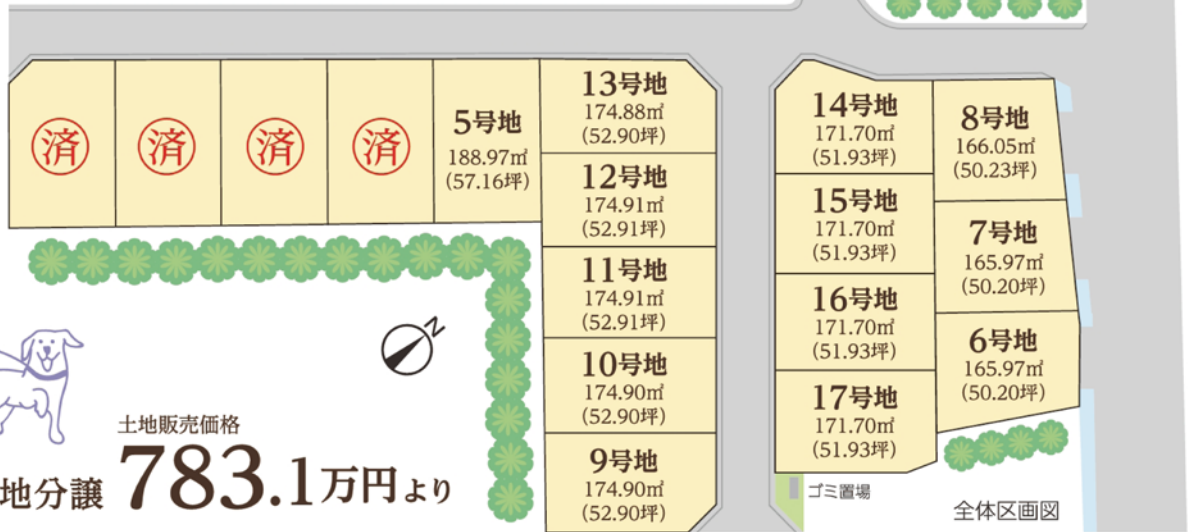 済
済
済
済
5号地
188.97㎡
(57.16坪)
13号地
174.88㎡
(52.90坪)
12号地
174.91㎡
(52.91坪)
11号地
174.91㎡
(52.91坪)
10号地
174.90㎡
(52.90坪)
9号地
174.90㎡
(52.90坪)
14号地
171.70㎡
(51.93坪)
15号地
171.70㎡
(51.93坪)
16号地
171.70㎡
(51.93坪)
17号地
171.70㎡
(51.93坪)
8号地
166.05㎡
(50.23坪)
7号地
165.97㎡
(50.20坪)
6号地
165.97㎡
(50.20坪)
N
土地販売価格
地分譲 783.1万円より
ゴミ置場
全体区画図